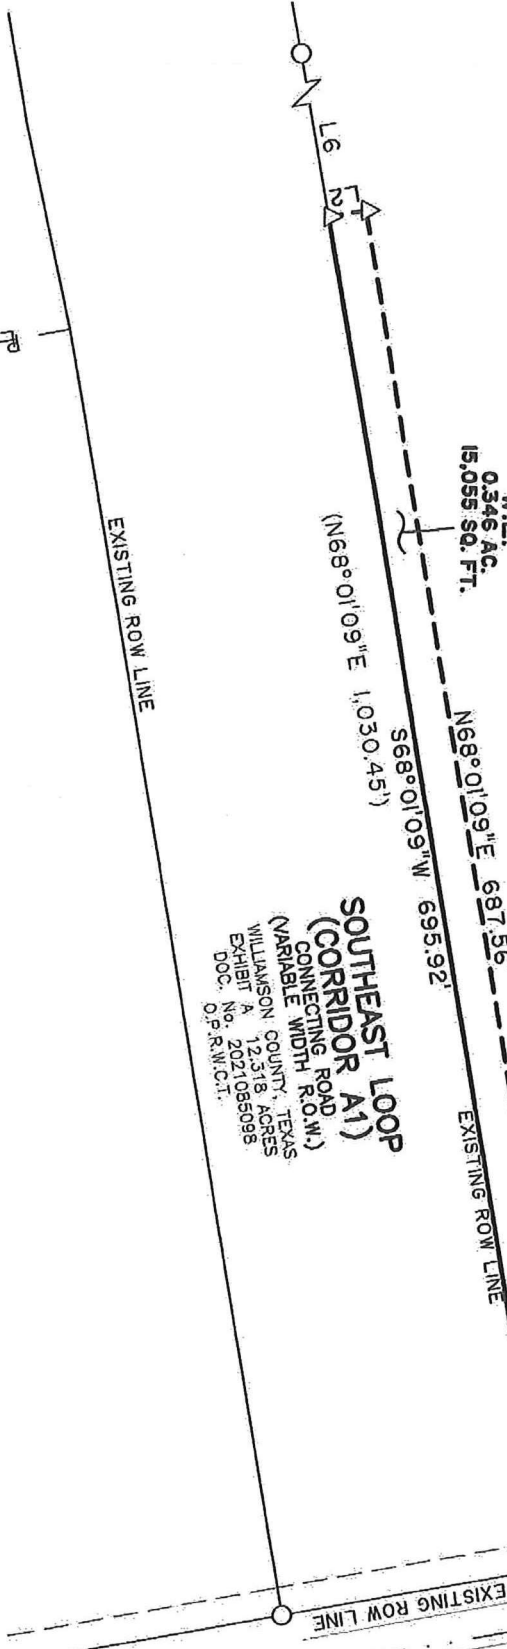 L6
L2
0.346 AC.
15,055 SQ. FT.
N68°01'09"E 687.56
S68°01'09"W 695.92'
(N68°01'09"E 1,030.45')
EXISTING ROW LINE
SOUTHEAST LOOP
(CORRIDOR A1)
CONNECTING ROAD
(VARIABLE WIDTH R.O.W.)
WILLIAMSON COUNTY, TEXAS
EXHIBIT A 12.318 ACRES
DOC. No. 2021085098
O.P.R.W.C.T.
EXISTING ROW LINE
EXISTING ROW LINE